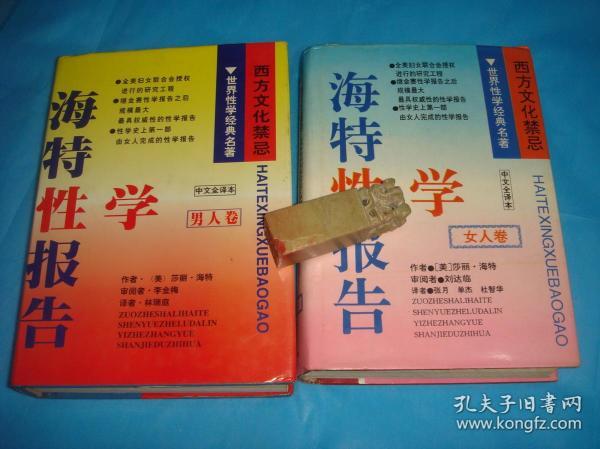 西方文化禁忌
▼世界性学经典名著
●全美妇女联合会授权
进行的研究工程
●继金赛性学报告之后
规模最大
最具权威性的性学报告
●性学史上第一部
由女人完成的性学报告
海特性学报告
中文全译本
男人卷
HAITEXINGXUEBAOGAO
作者·(美)莎丽·海特
审阅者·李金梅
译者·林瑞庭
ZUOZHESHALIHAITE
SHENYUEZHELUDALIN
YIZHEZHANGYUE
SHANJIEDUZHIHUA
西方文化禁忌
▼世界性学经典名著
●全美妇女联合会授权
进行的研究工程
●继金赛性学报告之后
规模最大
最具权威性的性学报告
●性学史上第一部
由女人完成的性学报告
海特性学报告
中文全译本
女人卷
HAITEXINGXUEBAOGAO
作者●[美]莎丽·海特
审阅者●刘达临
译者●张月 单杰 杜智华
ZUOZHESHALIHAITE
SHENYUEZHELUDALIN
YIZHEZHANGYUE
SHANJIEDUZHIHUA
孔夫子旧书网
www.kongfz.com